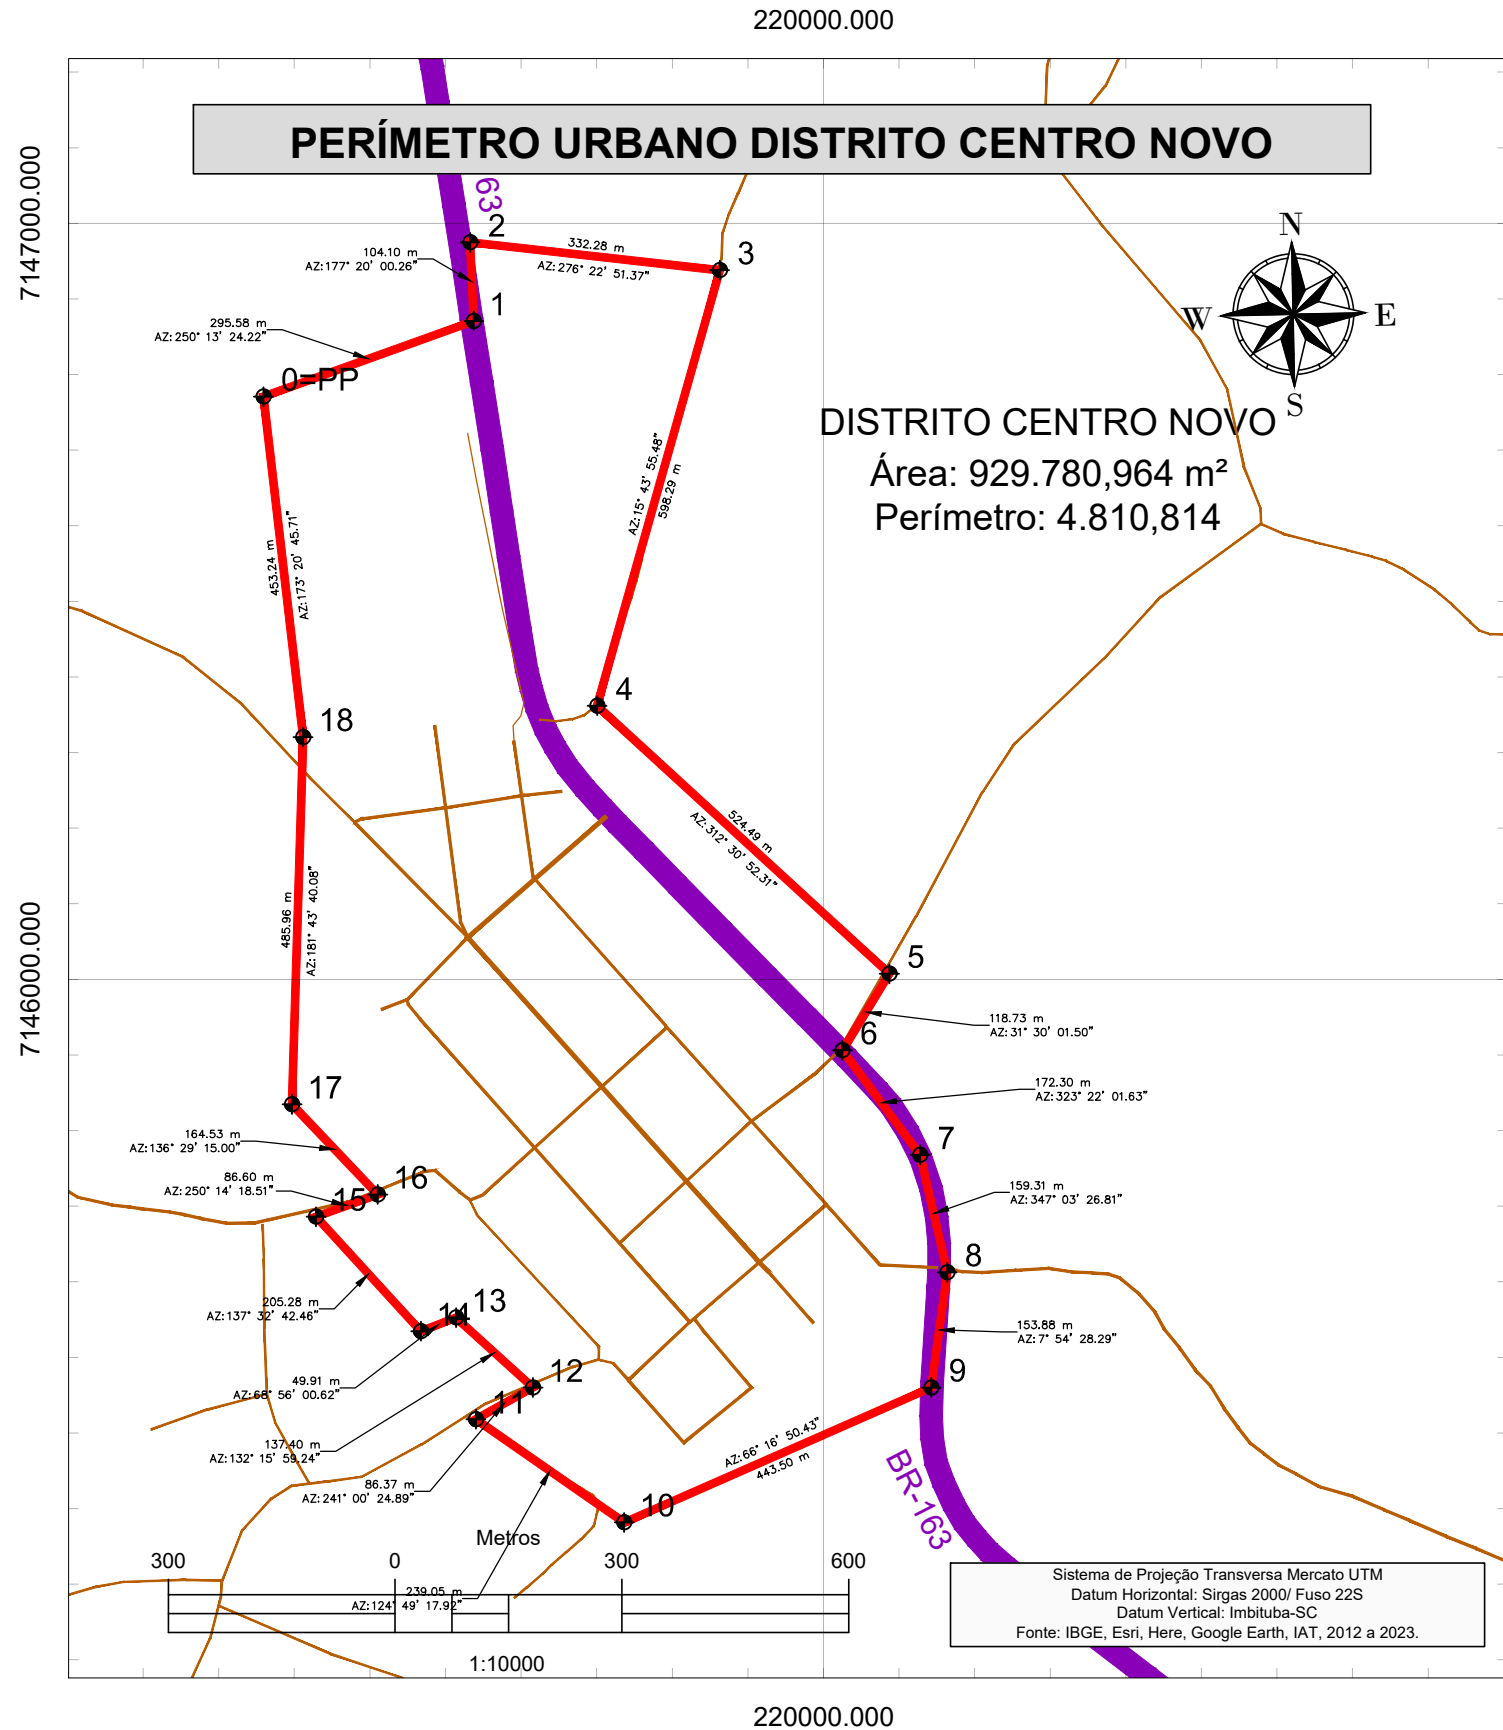 220000.000
PERÍMETRO URBANO DISTRITO CENTRO NOVO
7147000.000
63
2
3
332.28 m
AZ:276° 22' 51.37"
104.10 m
AZ:177° 20' 00.26"
1
295.58 m
AZ:250° 13' 24.22"
0=PP
N
W
E
S
DISTRITO CENTRO NOVO
Área: 929.780,964 m²
Perímetro: 4.810,814
AZ:15° 43' 55.48"
598.29 m
453.24 m
AZ:173° 20' 45.71"
4
18
524.49 m
AZ:312° 30' 52.31"
485.96 m
AZ:181° 43' 40.08"
7146000.000
5
118.73 m
AZ:31° 30' 01.50"
6
172.30 m
AZ:323° 22' 01.63"
17
164.53 m
AZ:136° 29' 15.00"
7
86.60 m
AZ:250° 14' 18.51"
15
16
159.31 m
AZ:347° 03' 26.81"
8
205.28 m
AZ:137° 32' 42.46"
14
13
153.88 m
AZ:7° 54' 28.29"
49.91 m
AZ:68° 56' 00.62"
12
9
11
137.40 m
AZ:132° 15' 59.24"
AZ:66° 16' 50.43"
443.50 m
86.37 m
AZ:241° 00' 24.89"
10
BR-163
Metros
300
0
300
600
239.05 m
AZ:124° 49' 17.92"
1:10000
Sistema de Projeção Transversa Mercato UTM
Datum Horizontal: Sirgas 2000/ Fuso 22S
Datum Vertical: Imbituba-SC
Fonte: IBGE, Esri, Here, Google Earth, IAT, 2012 a 2023.
220000.000